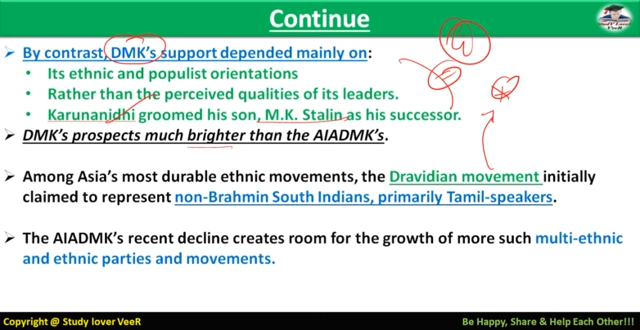 Continue
By contrast, DMK's support depended mainly on:
Its ethnic and populist orientations
Rather than the perceived qualities of its leaders.
Karunanidhi groomed his son, M.K. Stalin as his successor.
DMK's prospects much brighter than the AIADMK's.
Among Asia's most durable ethnic movements, the Dravidian movement initially
claimed to represent non-Brahmin South Indians, primarily Tamil-speakers.
The AIADMK's recent decline creates room for the growth of more such multi-ethnic
and ethnic parties and movements.
Copyright @ Study lover VeeR
Be Happy, Share & Help Each Other!!!